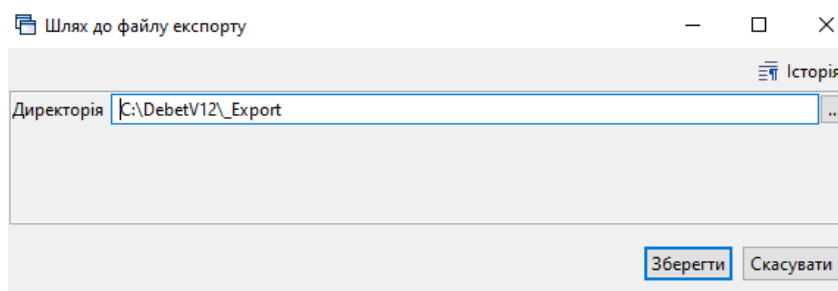 Шлях до файлу експорту
Історія
Директорія C:\DebetV12\_Export ...
Зберегти Скасувати